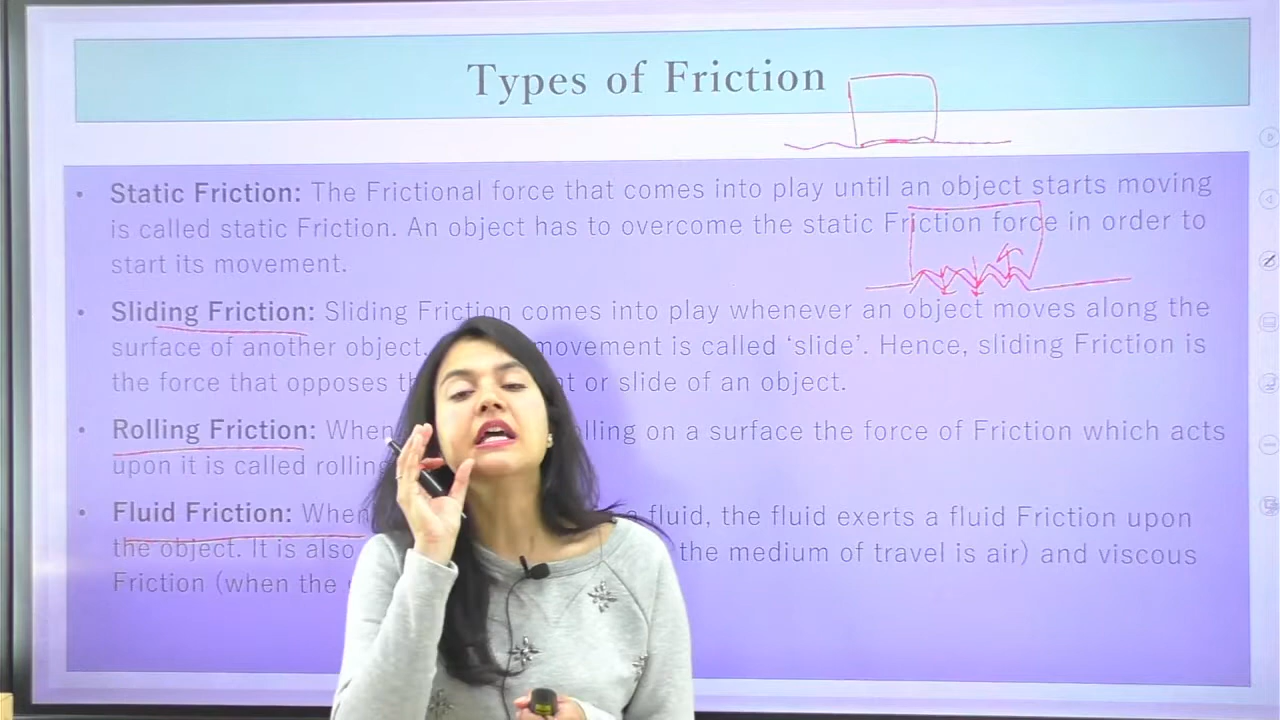 Types of Friction
• Static Friction: The Frictional force that comes into play until an object starts moving
is called static Friction. An object has to overcome the static Friction force in order to
start its movement.
• Sliding Friction: Sliding Friction comes into play whenever an object moves along the
surface of another object. movement is called ‘slide’. Hence, sliding Friction is
the force that opposes or slide of an object.
• Rolling Friction: When on a surface the force of Friction which acts
upon it is called rolling
• Fluid Friction: When fluid, the fluid exerts a fluid Friction upon
the object. It is also the medium of travel is air) and viscous
Friction (when the